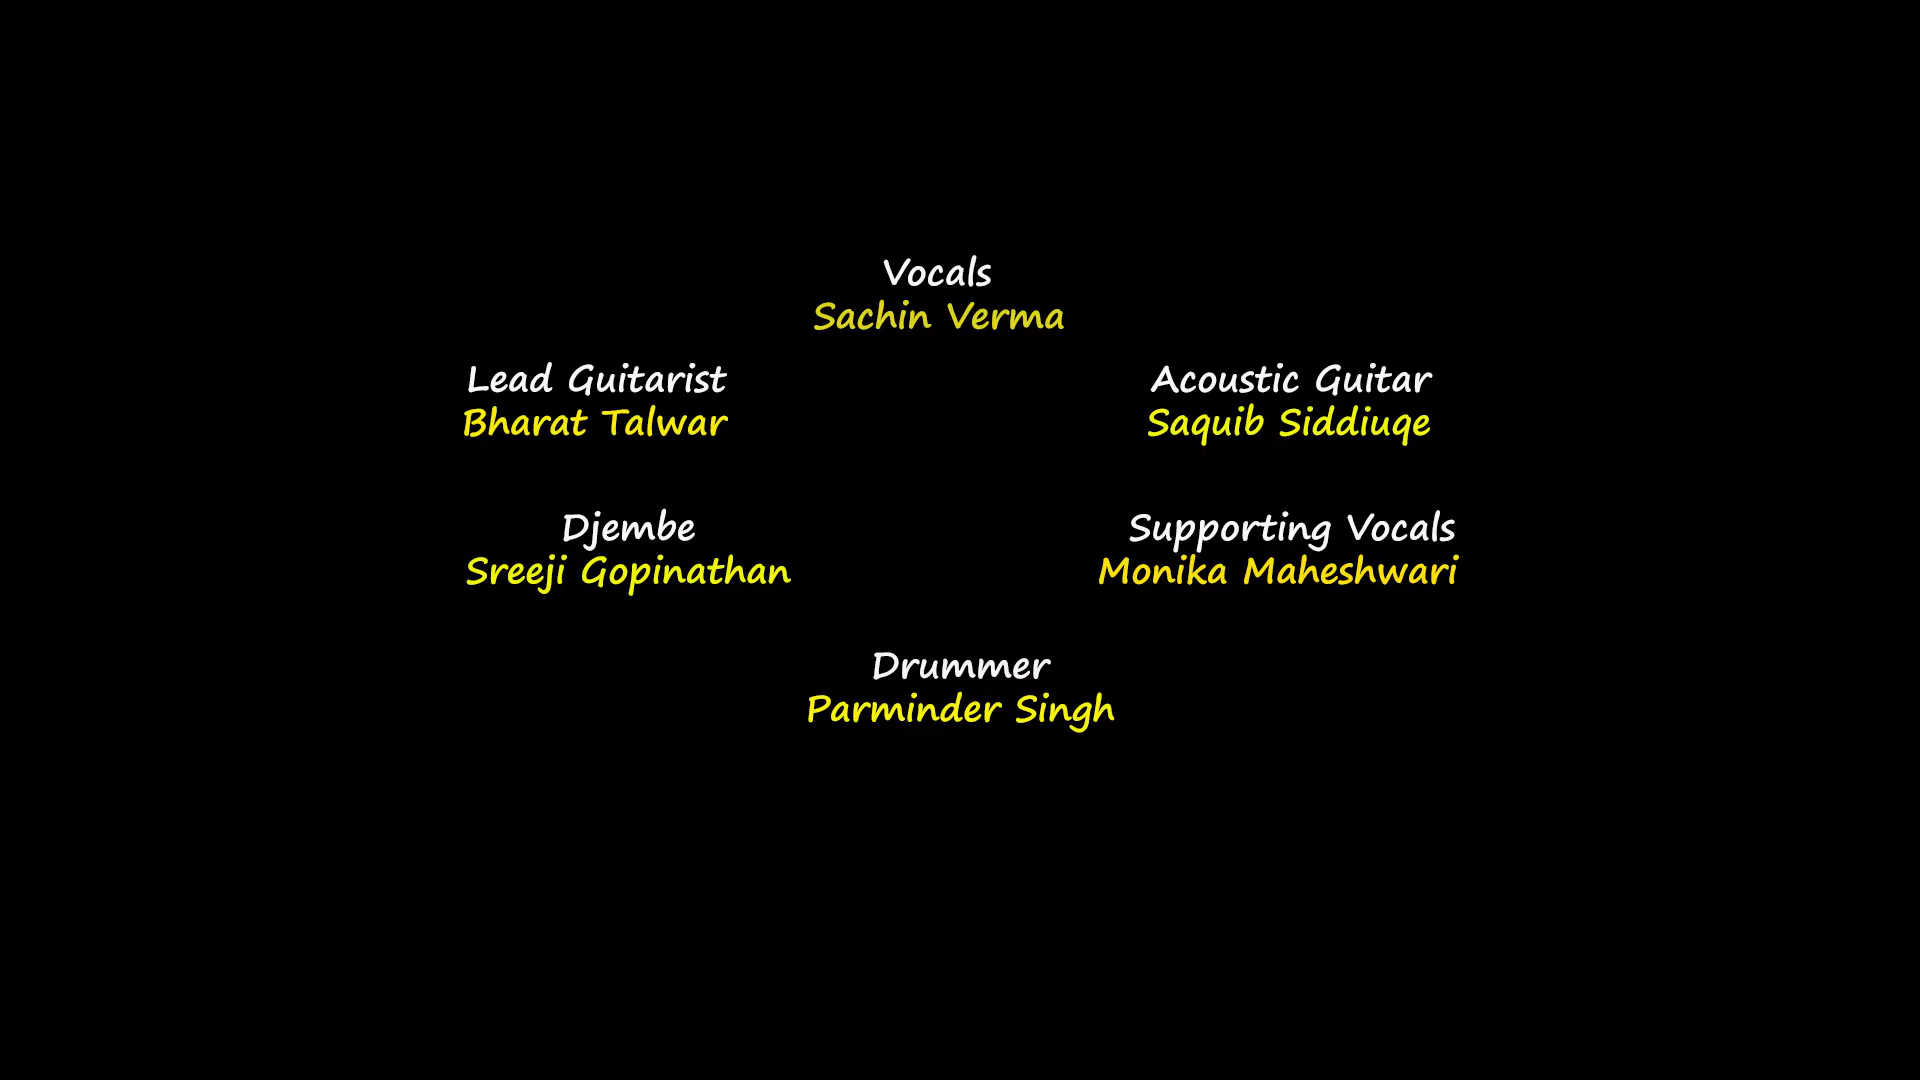 Vocals
Sachin Verma
Lead Guitarist
Bharat Talwar
Acoustic Guitar
Saquib Siddiuqe
Djembe
Sreeji Gopinathan
Supporting Vocals
Monika Maheshwari
Drummer
Parminder Singh